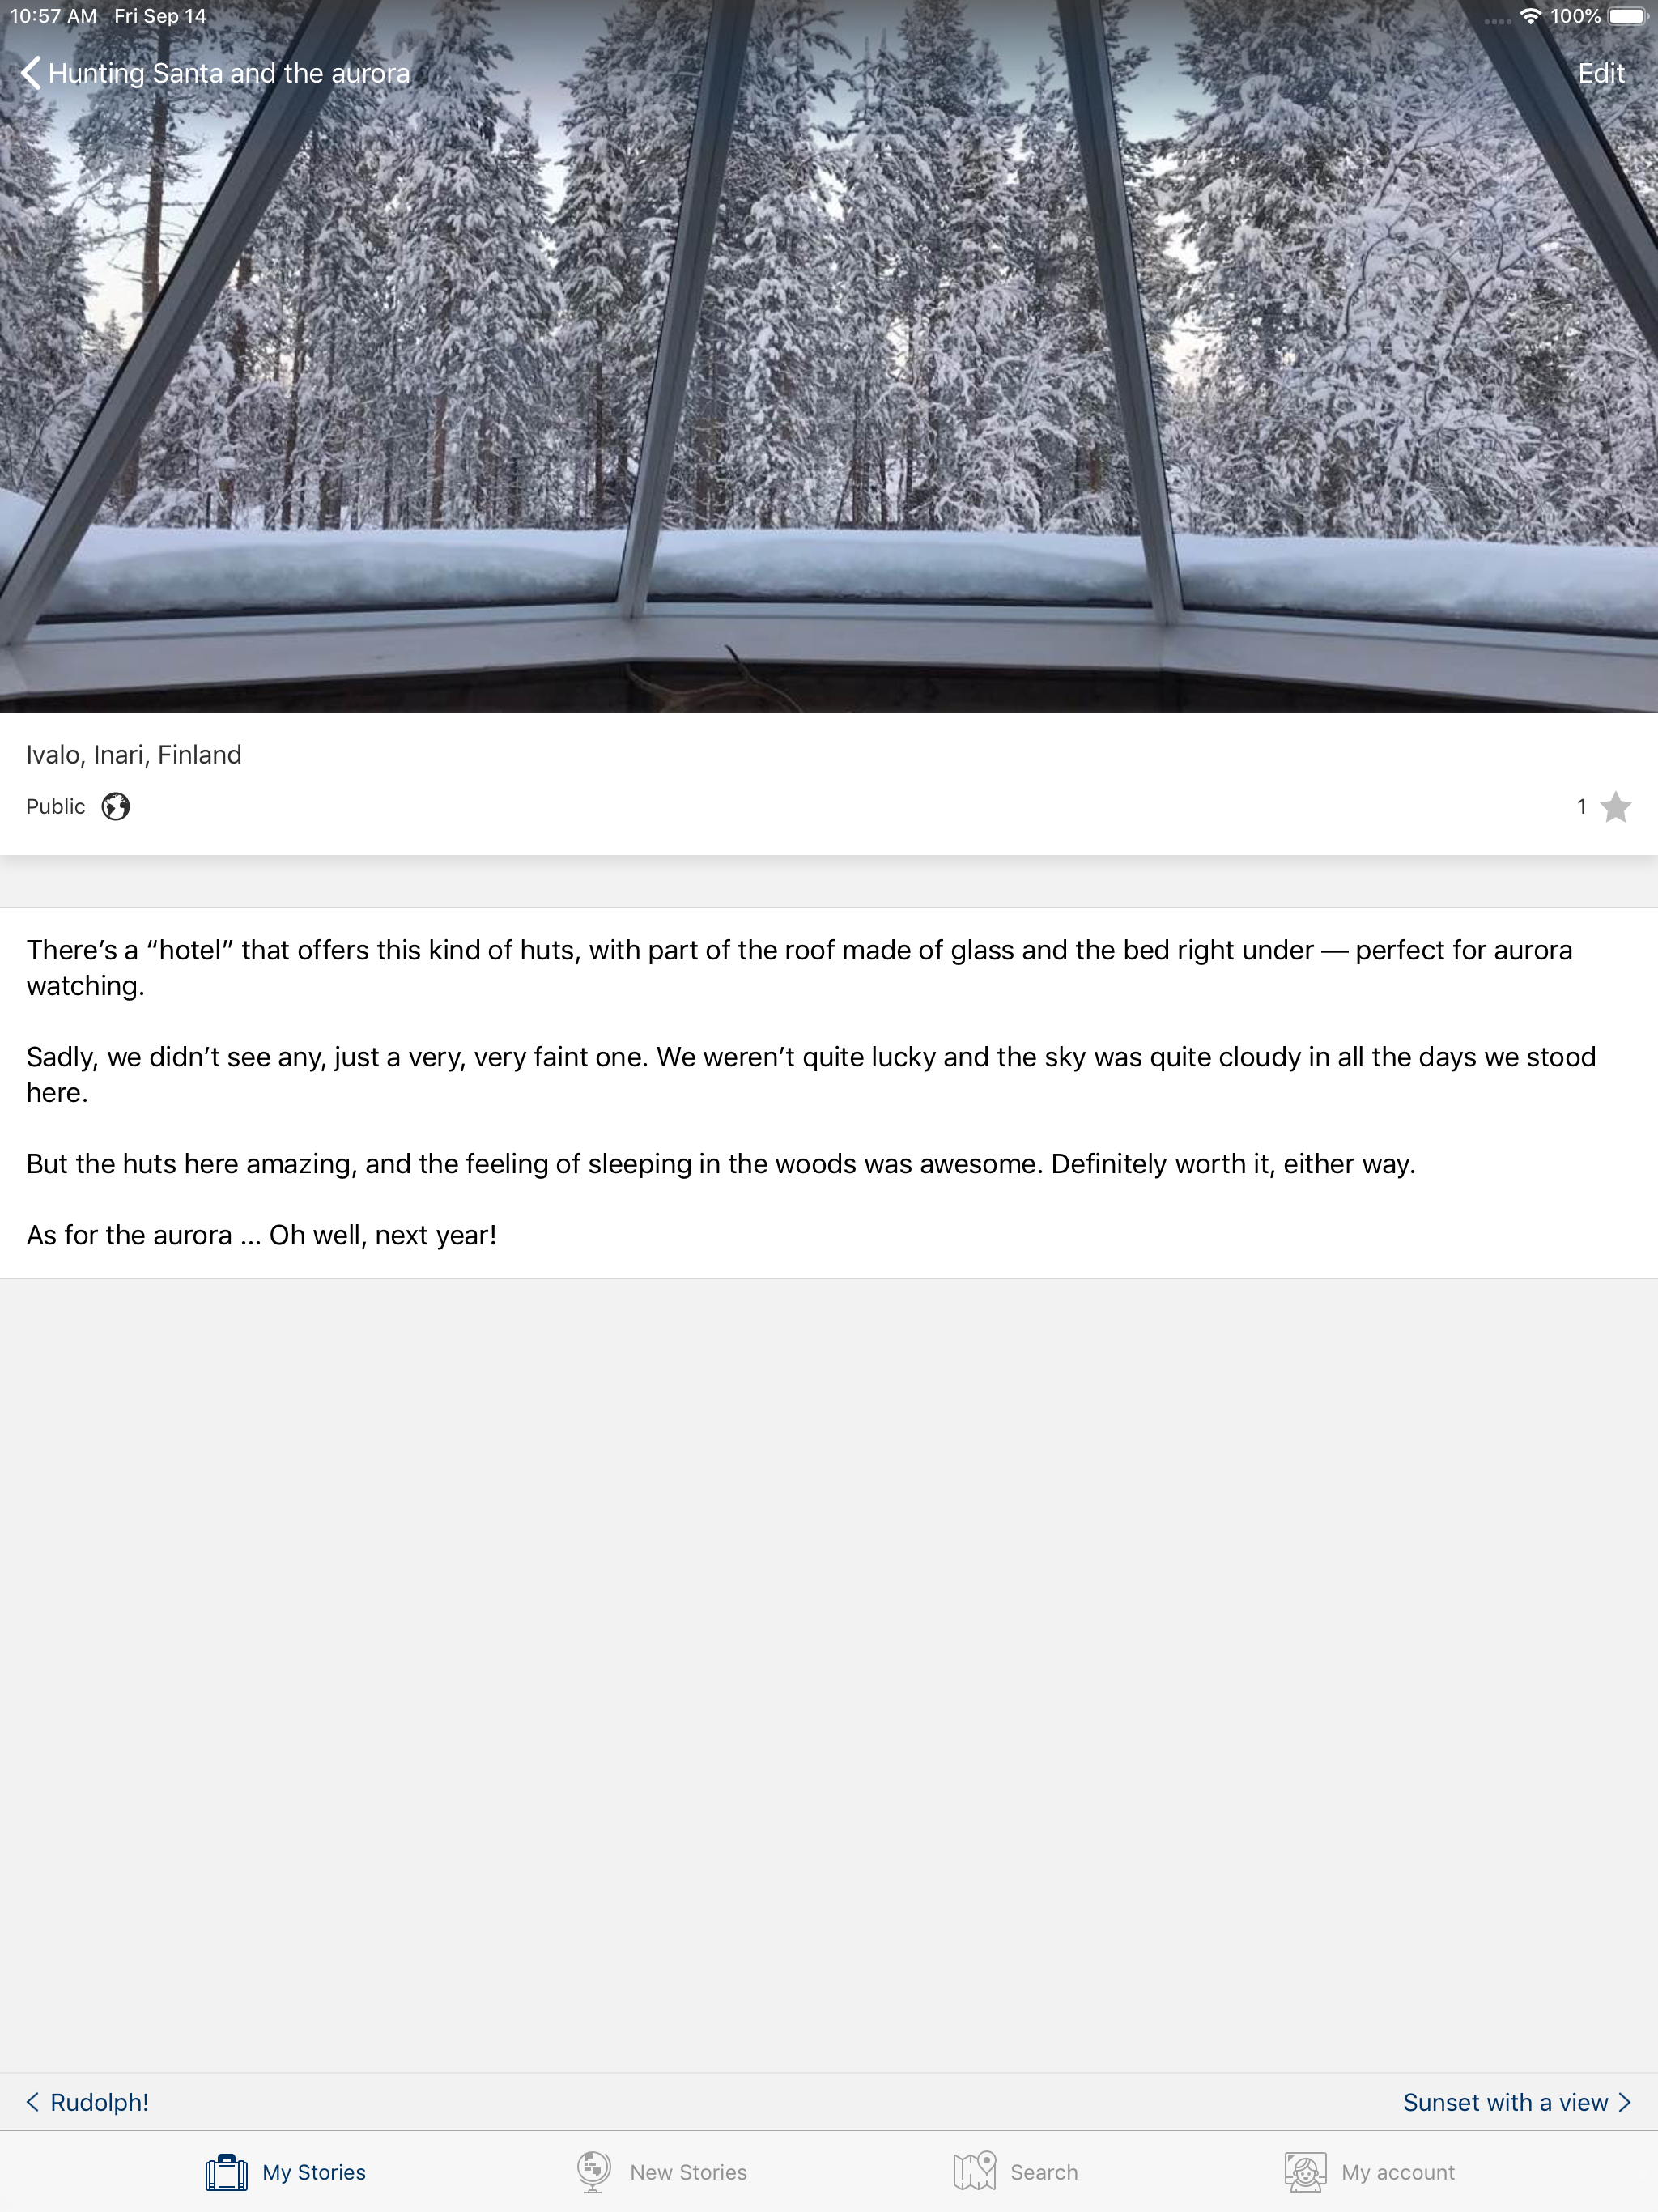 10:57 AM Fri Sep 14
100%
Hunting Santa and the aurora
Edit
Ivalo, Inari, Finland
Public
1
There’s a “hotel” that offers this kind of huts, with part of the roof made of glass and the bed right under — perfect for aurora
watching.
Sadly, we didn’t see any, just a very, very faint one. We weren’t quite lucky and the sky was quite cloudy in all the days we stood
here.
But the huts here amazing, and the feeling of sleeping in the woods was awesome. Definitely worth it, either way.
As for the aurora ... Oh well, next year!
Rudolph!
Sunset with a view
My Stories
New Stories
Search
My account